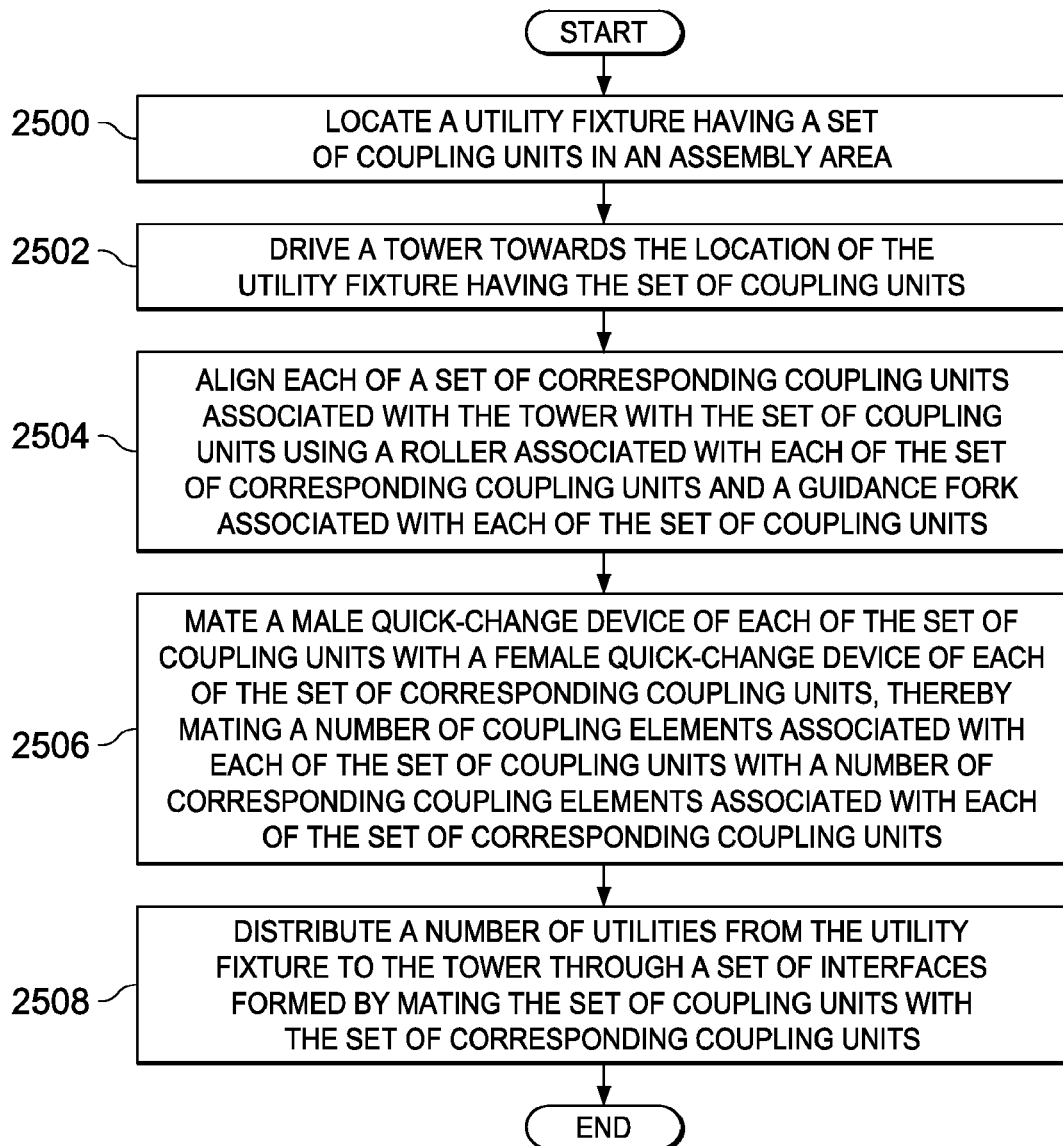 START
2500
LOCATE A UTILITY FIXTURE HAVING A SET
OF COUPLING UNITS IN AN ASSEMBLY AREA
2502
DRIVE A TOWER TOWARDS THE LOCATION OF THE
UTILITY FIXTURE HAVING THE SET OF COUPLING UNITS
2504
ALIGN EACH OF A SET OF CORRESPONDING COUPLING UNITS
ASSOCIATED WITH THE TOWER WITH THE SET OF COUPLING
UNITS USING A ROLLER ASSOCIATED WITH EACH OF THE SET
OF CORRESPONDING COUPLING UNITS AND A GUIDANCE FORK
ASSOCIATED WITH EACH OF THE SET OF COUPLING UNITS
2506
MATE A MALE QUICK-CHANGE DEVICE OF EACH OF THE SET OF
COUPLING UNITS WITH A FEMALE QUICK-CHANGE DEVICE OF EACH
OF THE SET OF CORRESPONDING COUPLING UNITS, THEREBY
MATING A NUMBER OF COUPLING ELEMENTS ASSOCIATED WITH
EACH OF THE SET OF COUPLING UNITS WITH A NUMBER OF
CORRESPONDING COUPLING ELEMENTS ASSOCIATED WITH EACH
OF THE SET OF CORRESPONDING COUPLING UNITS
2508
DISTRIBUTE A NUMBER OF UTILITIES FROM THE UTILITY
FIXTURE TO THE TOWER THROUGH A SET OF INTERFACES
FORMED BY MATING THE SET OF COUPLING UNITS WITH
THE SET OF CORRESPONDING COUPLING UNITS
END